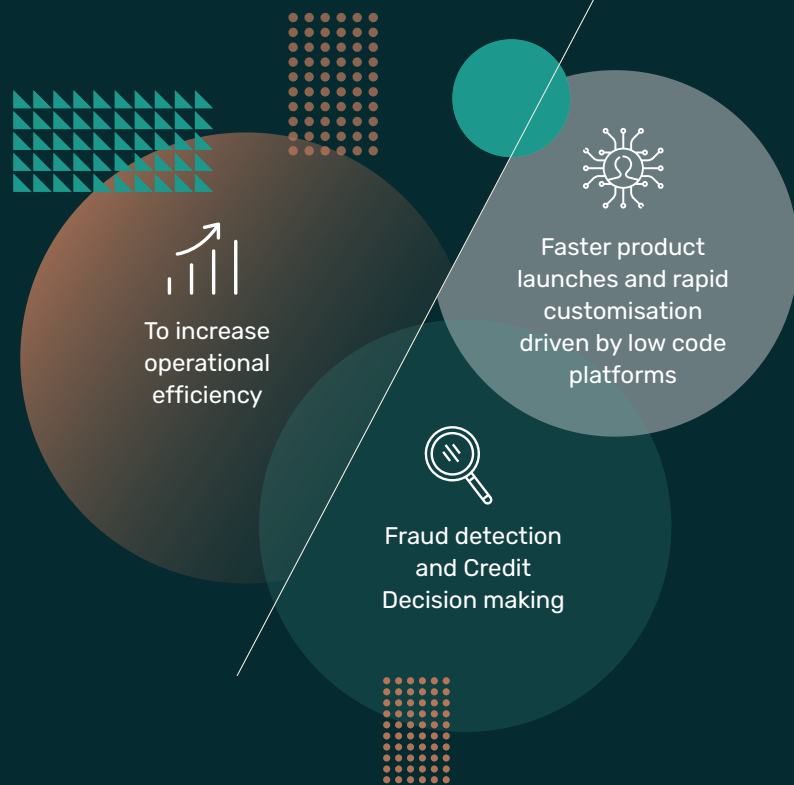 To increase
operational
efficiency
Faster product
launches and rapid
customisation
driven by low code
platforms
Fraud detection
and Credit
Decision making